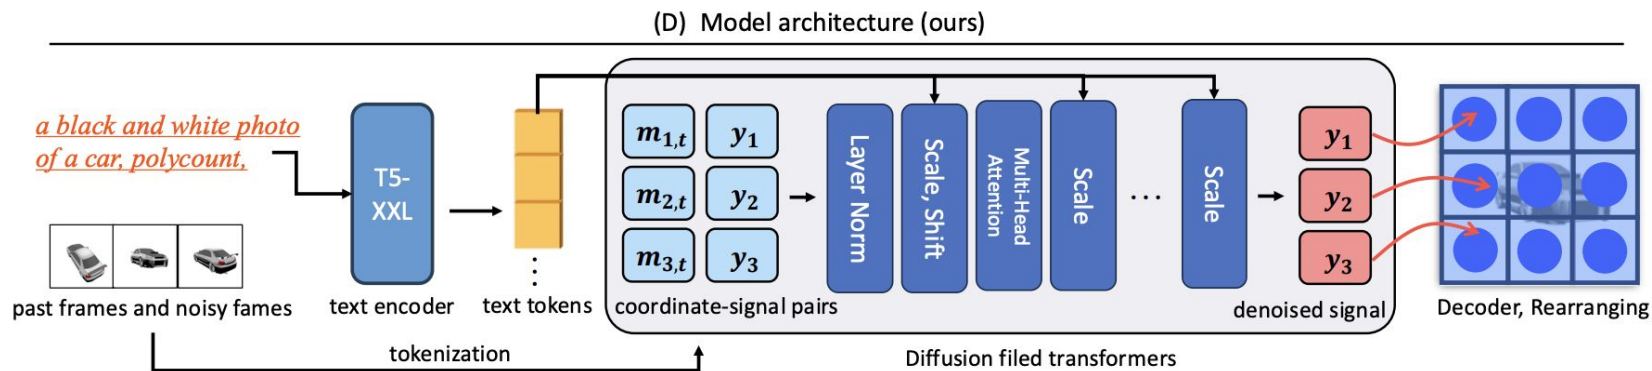 (D) Model architecture (ours)
a black and white photo
of a car, polycount,
T5-
XXL
m1,t y1
m2,t y2
m3,t y3
Layer Norm
Scale, Shift
Multi-Head
Attention
Scale
...
Scale
y1
y2
y3
past frames and noisy fames
text encoder
text tokens
coordinate-signal pairs
denoised signal
Decoder, Rearranging
tokenization
Diffusion filed transformers